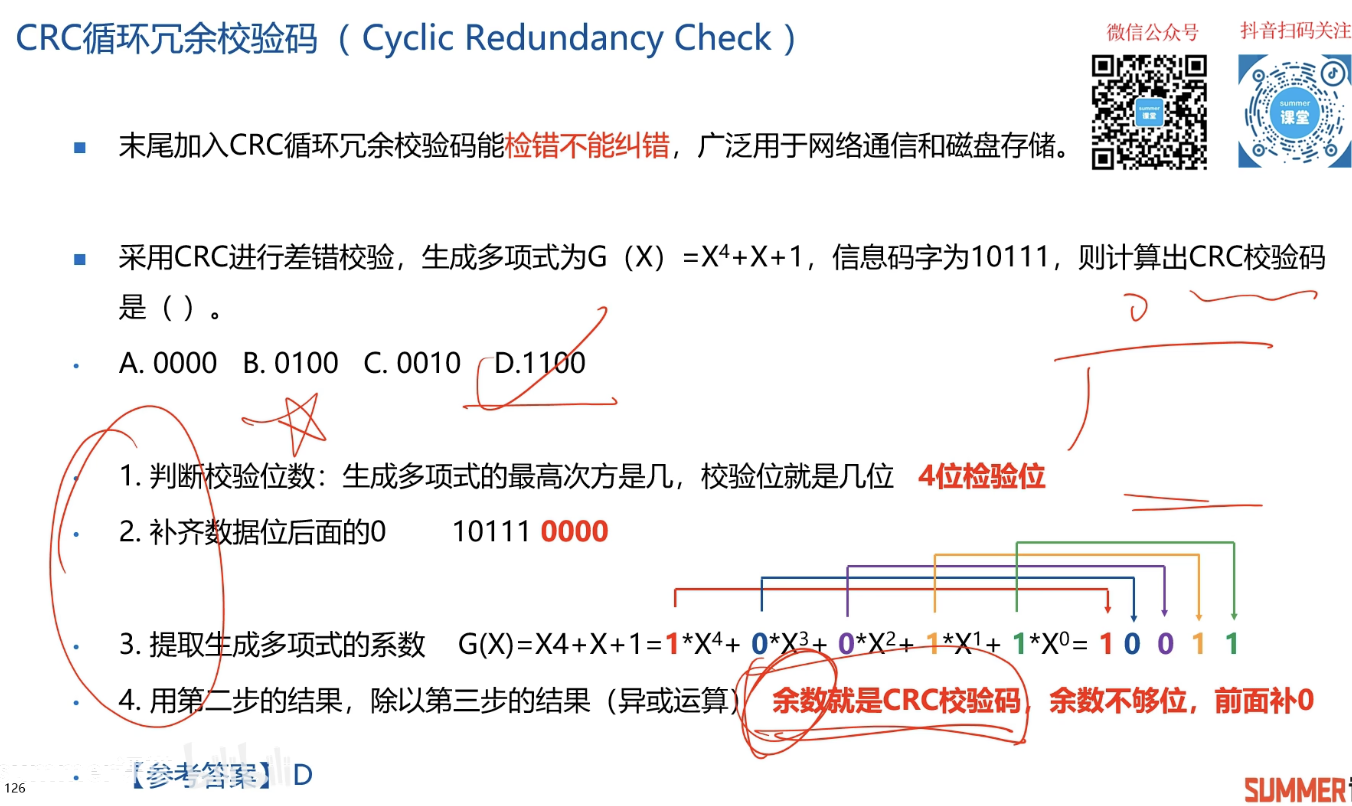 CRC循环冗余校验码（ Cyclic Redundancy Check ）
微信公众号
抖音扫码关注
summer
课堂
summer
课堂
末尾加入CRC循环冗余校验码能检错不能纠错，广泛用于网络通信和磁盘存储。
采用CRC进行差错校验，生成多项式为G（X）=X⁴+X+1，信息码字为10111，则计算出CRC校验码
是（ ）。
A. 0000 B. 0100 C. 0010 D.1100
1. 判断校验位数：生成多项式的最高次方是几，校验位就是几位 4位检验位
2. 补齐数据位后面的0 10111 0000
3. 提取生成多项式的系数 G(X)=X4+X+1=1*X⁴+ 0*X³+ 0*X²+ 1*X¹+ 1*X⁰= 1 0 0 1 1
4. 用第二步的结果，除以第三步的结果（异或运算） 余数就是CRC校验码，余数不够位，前面补0
【参考答案】D
126
SUMMER